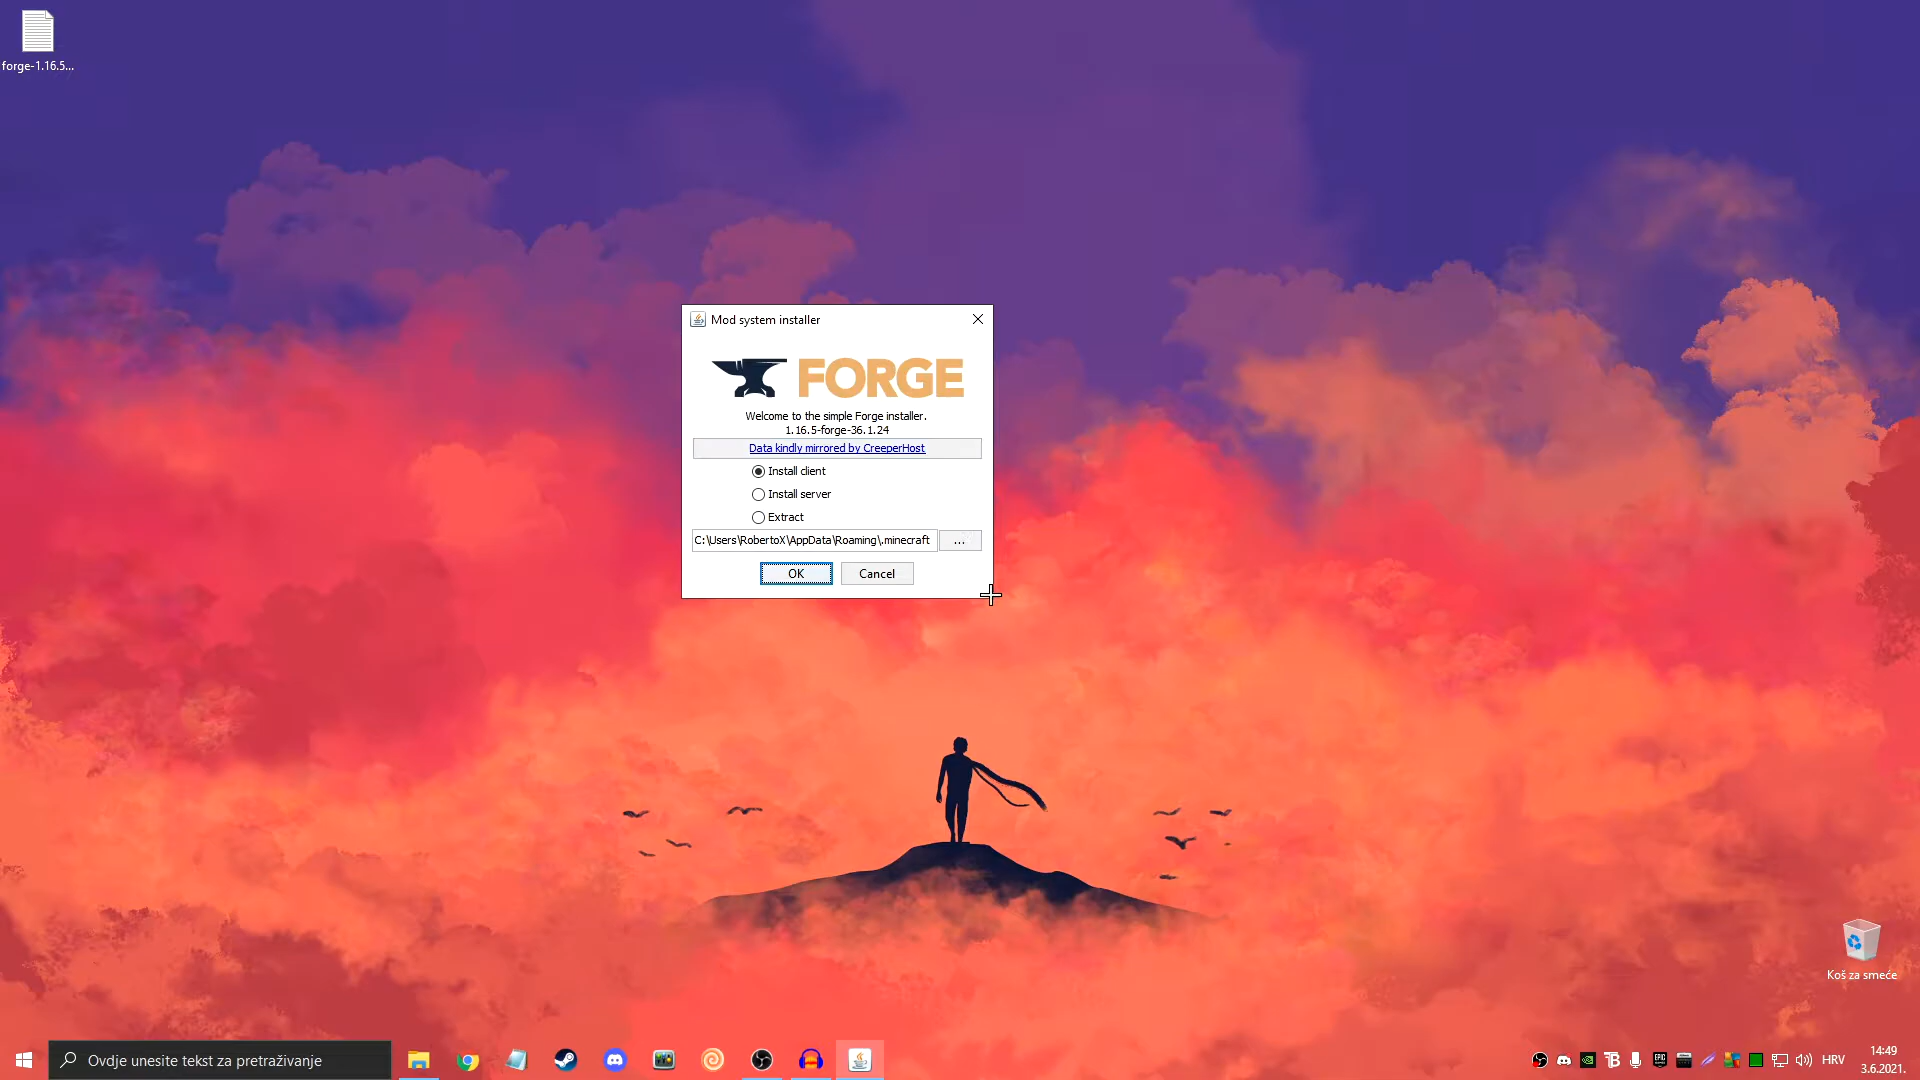 forge-1.16.5...
Mod system installer
FORGE
Welcome to the simple Forge installer.
1.16.5-forge-36.1.24
Data kindly mirrored by CreeperHost
Install client
Install server
Extract
C:\Users\RobertoX\AppData\Roaming\.minecraft
...
OK
Cancel
Koš za smeće
Ovdje unesite tekst za pretraživanje
EPIC
HRV
14:49
3.6.2021.